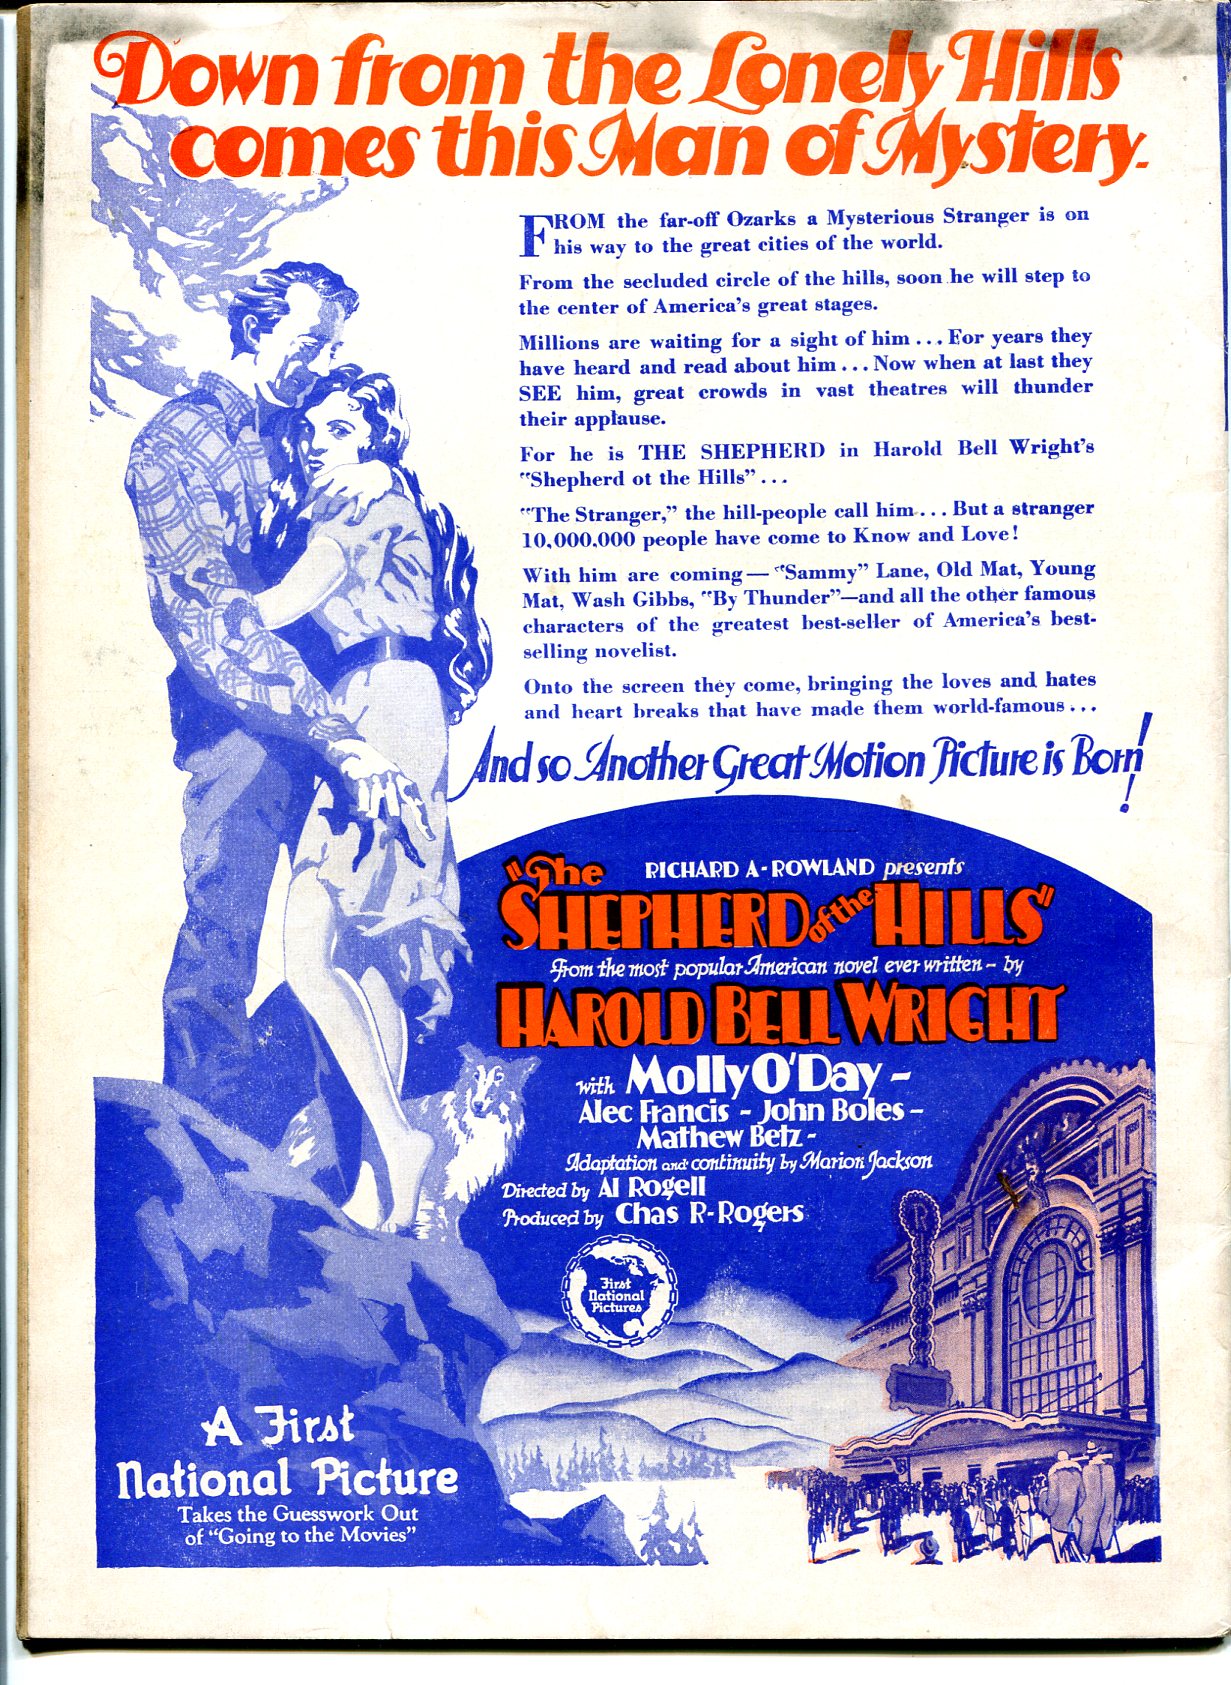 Down from the Lonely Hills
comes this Man of Mystery.
FROM the far-off Ozarks a Mysterious Stranger is on
his way to the great cities of the world.
From the secluded circle of the hills, soon he will step to
the center of America's great stages.
Millions are waiting for a sight of him ... For years they
have heard and read about him ... Now when at last they
SEE him, great crowds in vast theatres will thunder
their applause.
For he is THE SHEPHERD in Harold Bell Wright's
"Shepherd ot the Hills" ...
"The Stranger," the hill-people call him ... But a stranger
10,000,000 people have come to Know and Love!
With him are coming — "Sammy" Lane, Old Mat, Young
Mat, Wash Gibbs, "By Thunder"—and all the other famous
characters of the greatest best-seller of America's best-
selling novelist.
Onto the screen they come, bringing the loves and hates
and heart breaks that have made them world-famous ...
And so Another Great Motion Picture is Born!
RICHARD A-ROWLAND presents
"The
SHEPHERD of the HILLS"
From the most popular American novel ever written - by
HAROLD BELL WRIGHT
with Molly O'Day -
Alec Francis - John Boles -
Mathew Betz -
Adaptation and continuity by Marion Jackson
Directed by Al Rogell
Produced by Chas R-Rogers
First
National
Pictures
R
A First
National Picture
Takes the Guesswork Out
of "Going to the Movies"